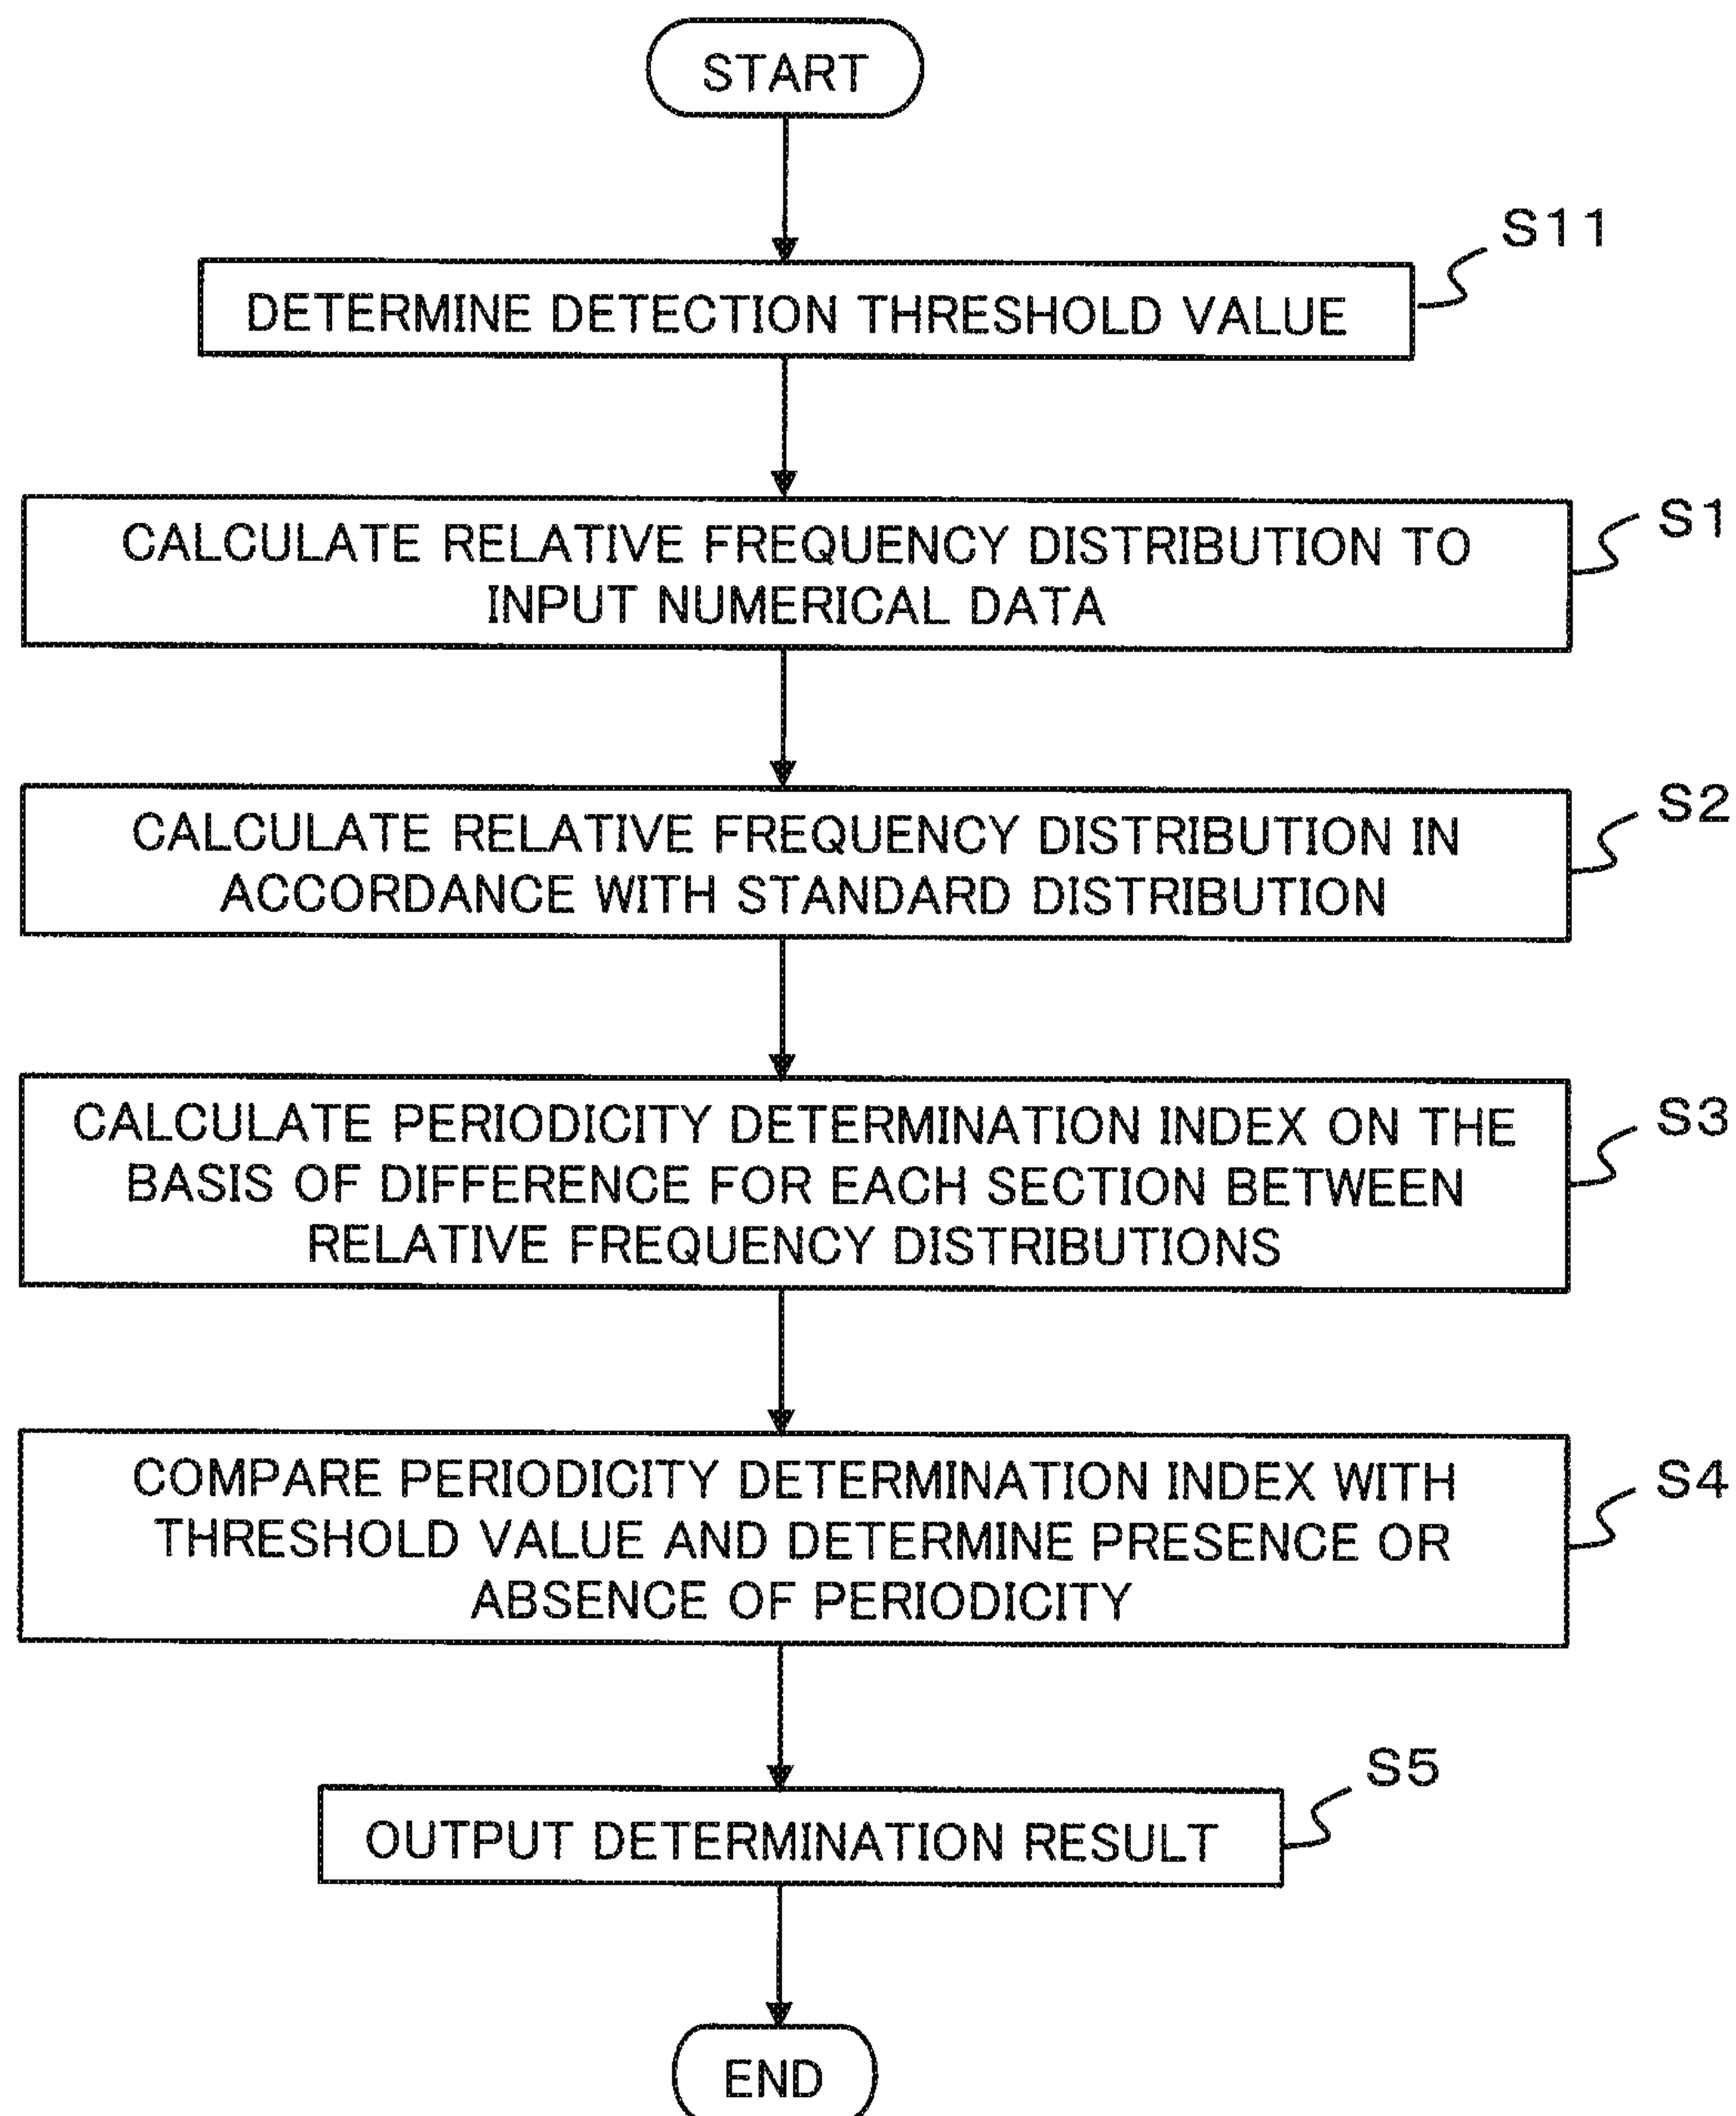 START
S11
DETERMINE DETECTION THRESHOLD VALUE
S1
CALCULATE RELATIVE FREQUENCY DISTRIBUTION TO
INPUT NUMERICAL DATA
S2
CALCULATE RELATIVE FREQUENCY DISTRIBUTION IN
ACCORDANCE WITH STANDARD DISTRIBUTION
S3
CALCULATE PERIODICITY DETERMINATION INDEX ON THE
BASIS OF DIFFERENCE FOR EACH SECTION BETWEEN
RELATIVE FREQUENCY DISTRIBUTIONS
S4
COMPARE PERIODICITY DETERMINATION INDEX WITH
THRESHOLD VALUE AND DETERMINE PRESENCE OR
ABSENCE OF PERIODICITY
S5
OUTPUT DETERMINATION RESULT
END